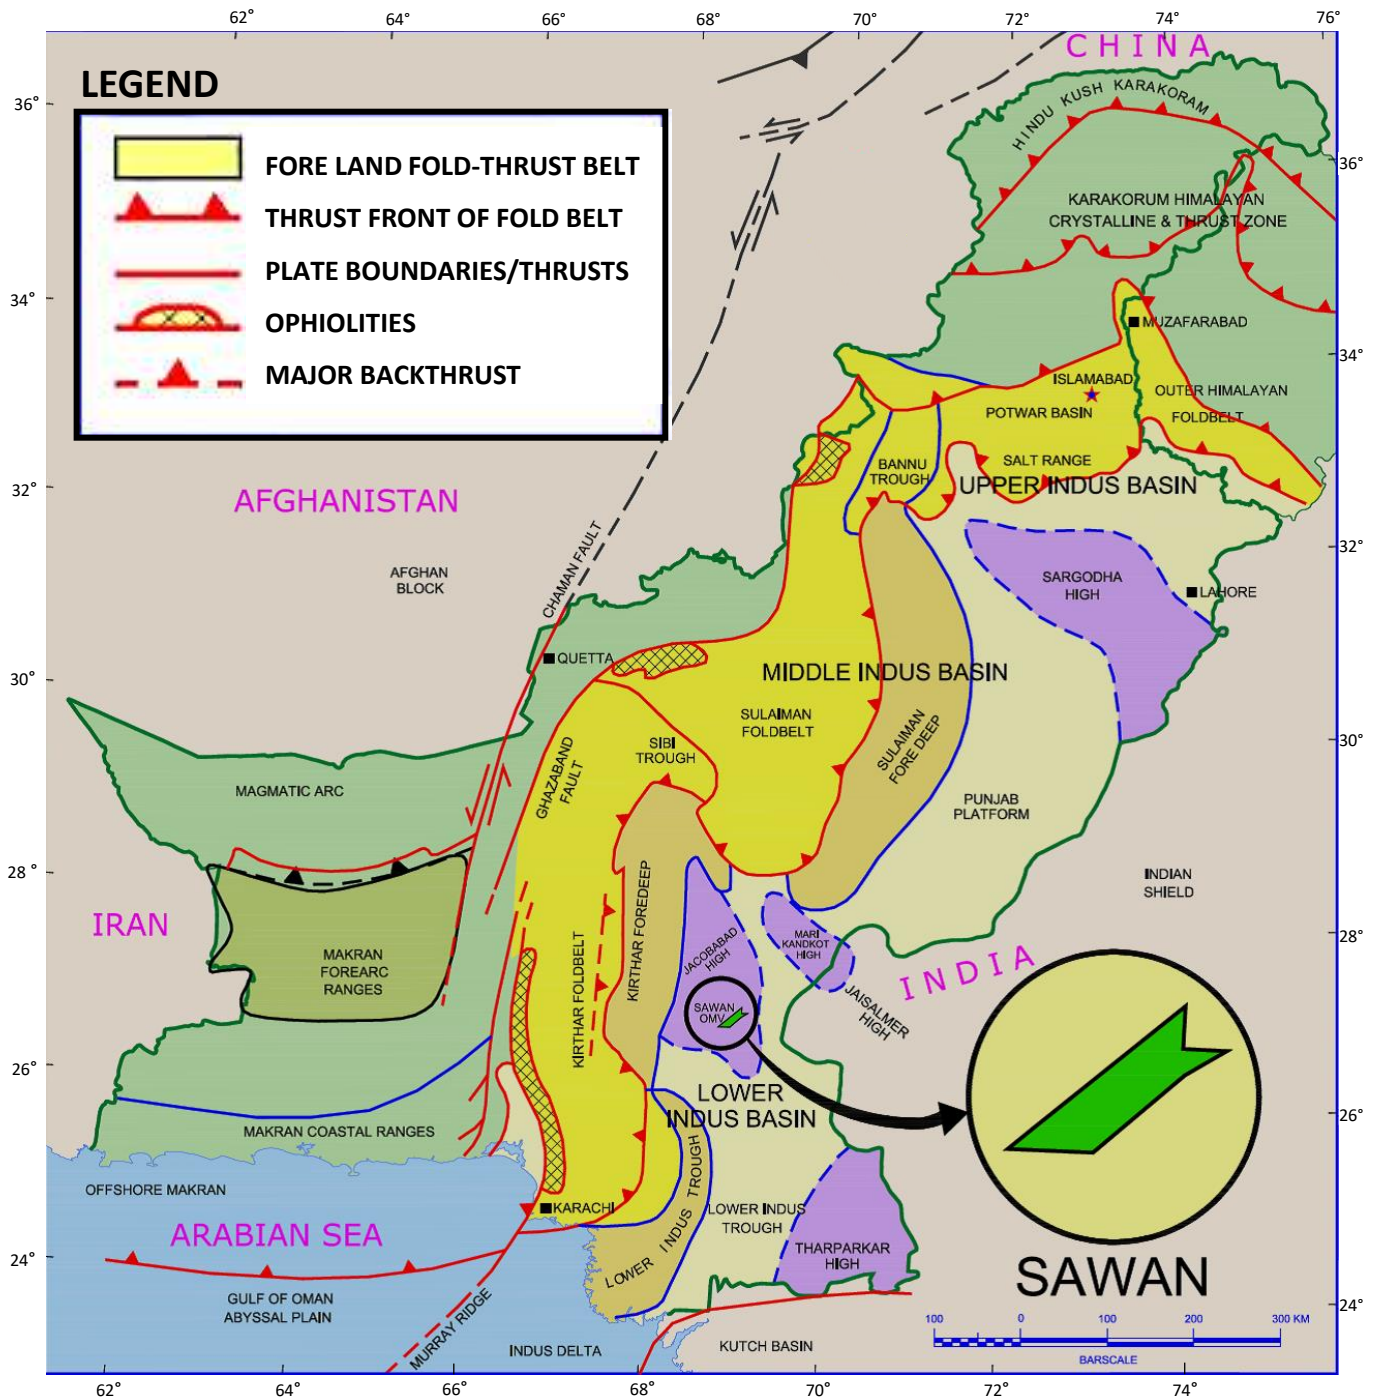 62° 64° 66° 68° 70° 72° 74° 76°
CHINA
LEGEND
FORE LAND FOLD-THRUST BELT
THRUST FRONT OF FOLD BELT
PLATE BOUNDARIES/THRUSTS
OPHIOLITIES
MAJOR BACKTHRUST
36°
34°
32°
30°
28°
26°
24°
36°
34°
32°
30°
28°
26°
24°
HINDU KUSH KARAKORAM
KARAKORUM HIMALAYAN
CRYSTALLINE & THRUST ZONE
MUZAFARABAD
ISLAMABAD
POTWAR BASIN
OUTER HIMALAYAN
FOLDBELT
BANNU
TROUGH
SALT RANGE
UPPER INDUS BASIN
AFGHANISTAN
AFGHAN
BLOCK
CHAMAN FAULT
SARGODHA
HIGH
LAHORE
QUETTA
MIDDLE INDUS BASIN
SULAIMAN
FOLDBELT
SULAIMAN
FORE DEEP
SIBI
TROUGH
GHAZABAND
FAULT
MAGMATIC ARC
PUNJAB
PLATFORM
INDIAN
SHIELD
IRAN
MAKRAN
FOREARC
RANGES
KIRTHAR FOLDBELT
KIRTHAR FOREDEEP
JACOBABAD
HIGH
MARI
KANDKOT
HIGH
INDIA
JAISALMER
HIGH
SAWAN
OMV
LOWER
INDUS BASIN
MAKRAN COASTAL RANGES
OFFSHORE MAKRAN
ARABIAN SEA
KARACHI
LOWER INDUS TROUGH
LOWER INDUS
TROUGH
THARPARKAR
HIGH
SAWAN
GULF OF OMAN
ABYSSAL PLAIN
MURRAY RIDGE
INDUS DELTA
KUTCH BASIN
100 0 100 200 300 KM
BARSCALE
62° 64° 66° 68° 70° 72° 74°